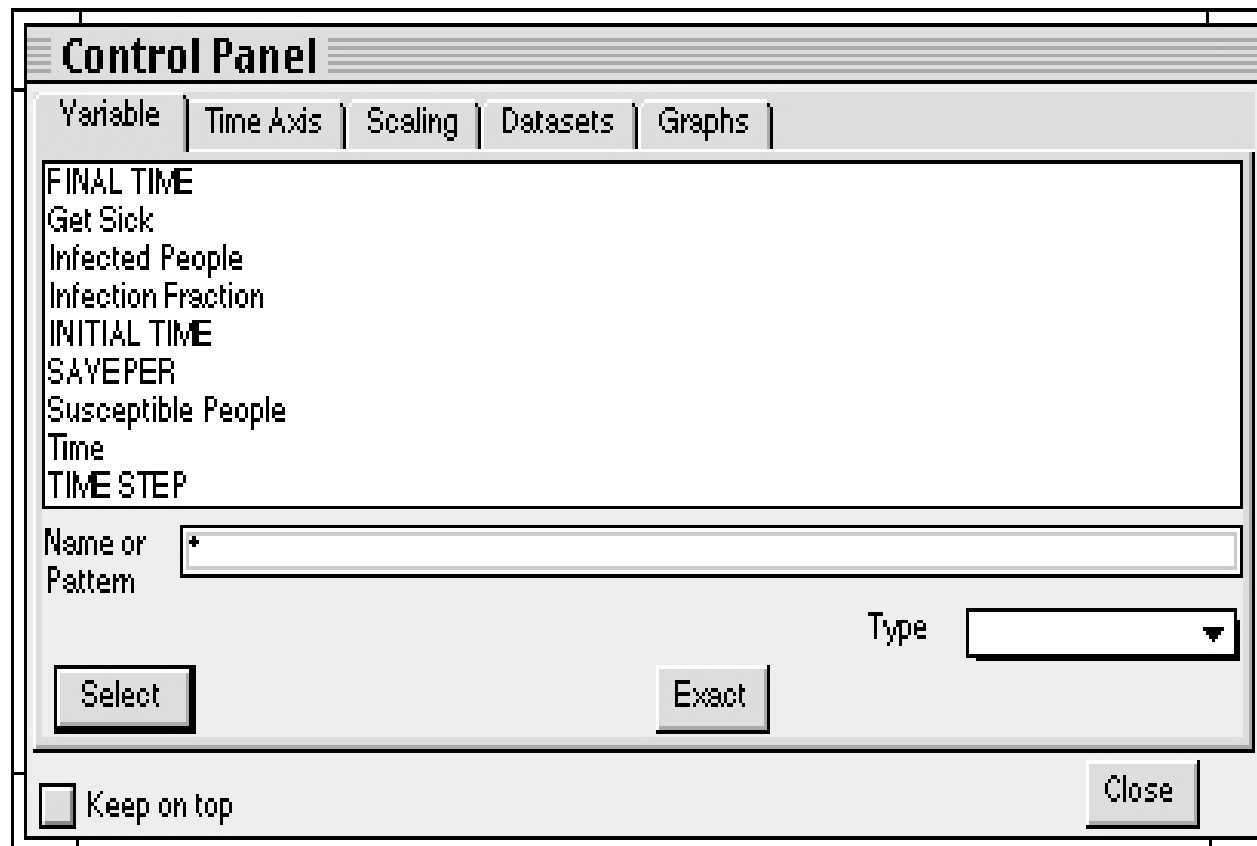 Control Panel
Variable Time Axis Scaling Datasets Graphs
FINAL TIME
Get Sick
Infected People
Infection Fraction
INITIAL TIME
SAVEPER
Susceptible People
Time
TIME STEP
Name or
Pattern
*
Type
Select Exact
Keep on top Close